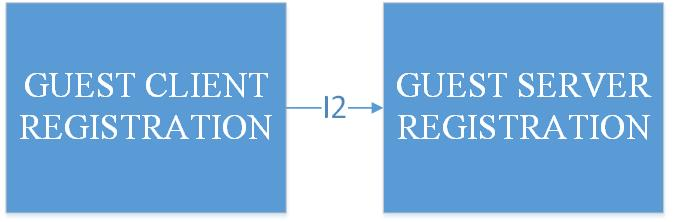 GUEST CLIENT
REGISTRATION
I2
GUEST SERVER
REGISTRATION